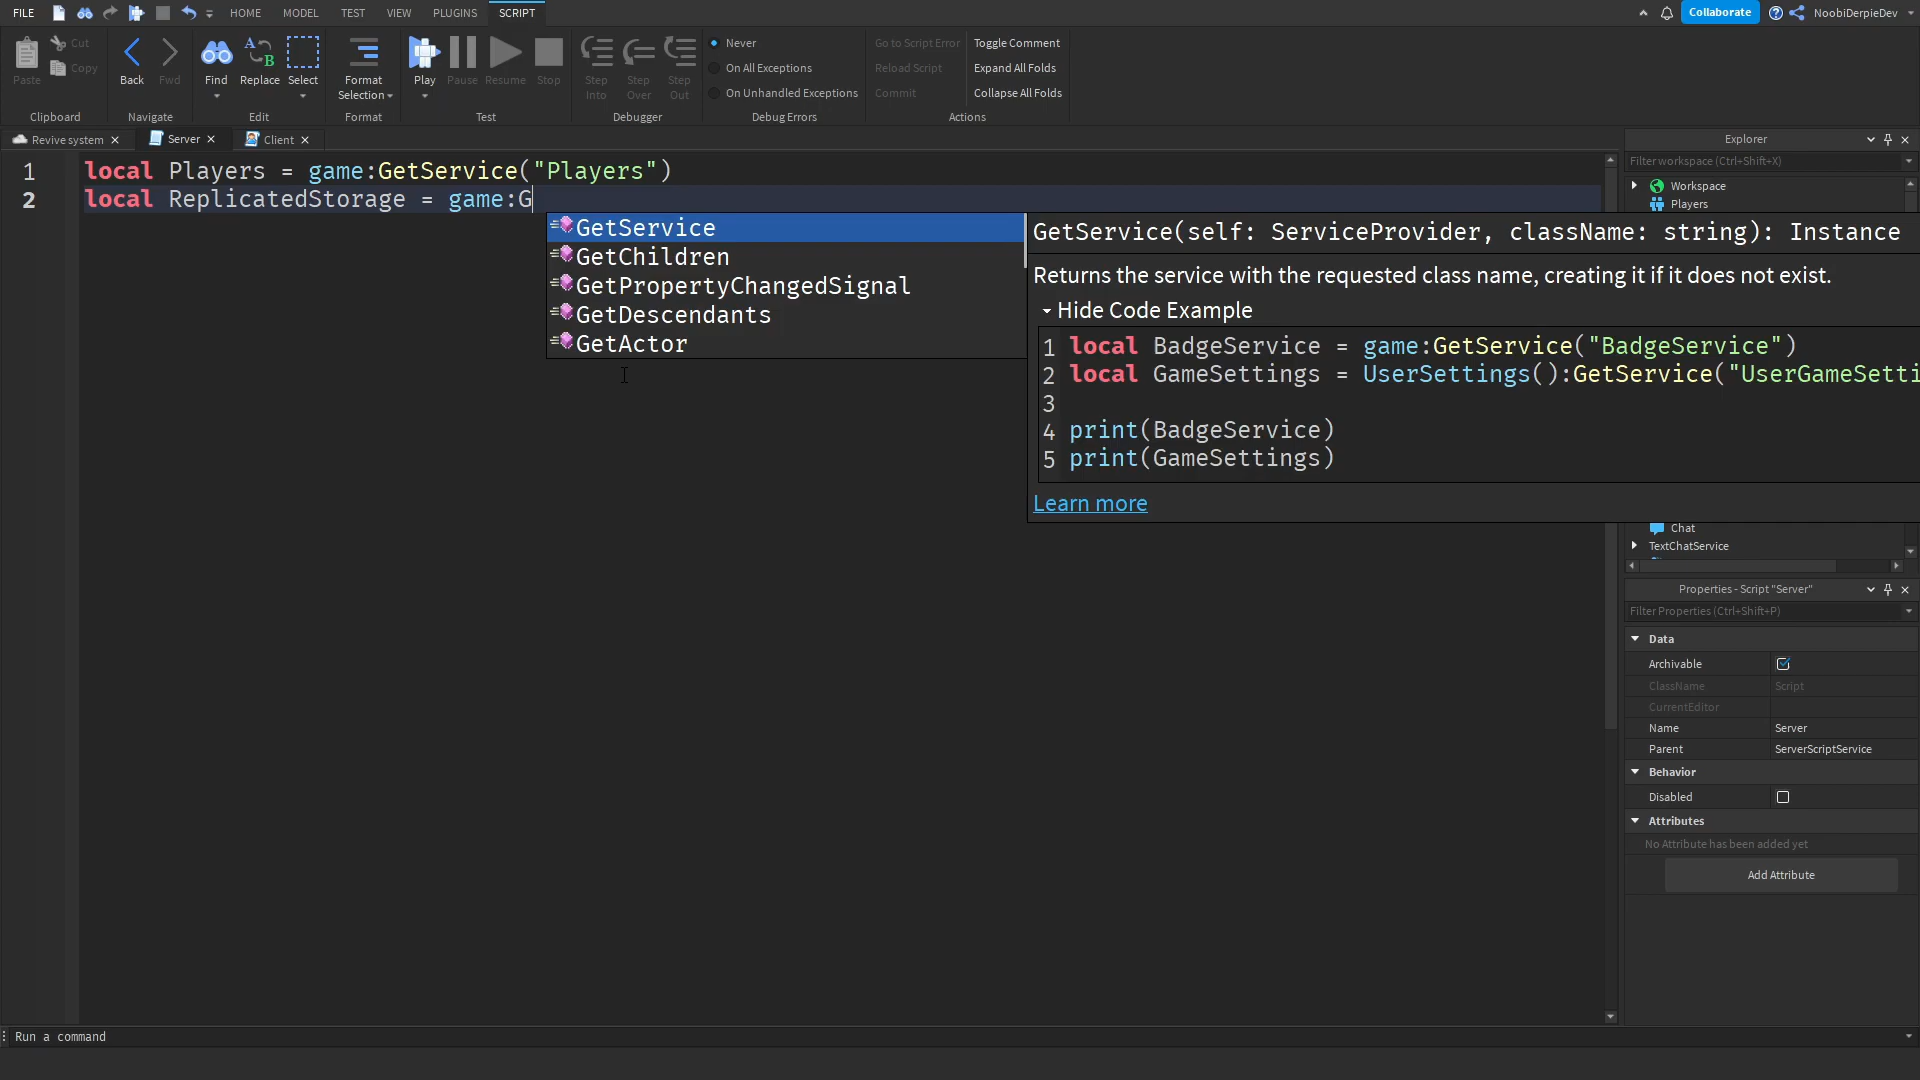 FILE HOME MODEL TEST VIEW PLUGINS SCRIPT Collaborate NoobiDerpieDev
Paste Cut Copy Back Fwd Find Replace Select Format Selection Play Pause Resume Stop Step Into Step Over Step Out
Never Go to Script Error Toggle Comment
On All Exceptions Reload Script Expand All Folds
On Unhandled Exceptions Commit Collapse All Folds
Clipboard Navigate Edit Format Test Debugger Debug Errors Actions
Revive system Server Client Explorer
Filter workspace (Ctrl+Shift+X)
1 local Players = game:GetService("Players")
2 local ReplicatedStorage = game:G
Workspace
Players
GetService
GetChildren
GetPropertyChangedSignal
GetDescendants
GetActor
GetService(self: ServiceProvider, className: string): Instance
Returns the service with the requested class name, creating it if it does not exist.
Hide Code Example
1 local BadgeService = game:GetService("BadgeService")
2 local GameSettings = UserSettings():GetService("UserGameSetti
3
4 print(BadgeService)
5 print(GameSettings)
Learn more
Chat
TextChatService
Properties - Script "Server"
Filter Properties (Ctrl+Shift+P)
Data
Archivable
ClassName Script
CurrentEditor
Name Server
Parent ServerScriptService
Behavior
Disabled
Attributes
No Attribute has been added yet
Add Attribute
Run a command